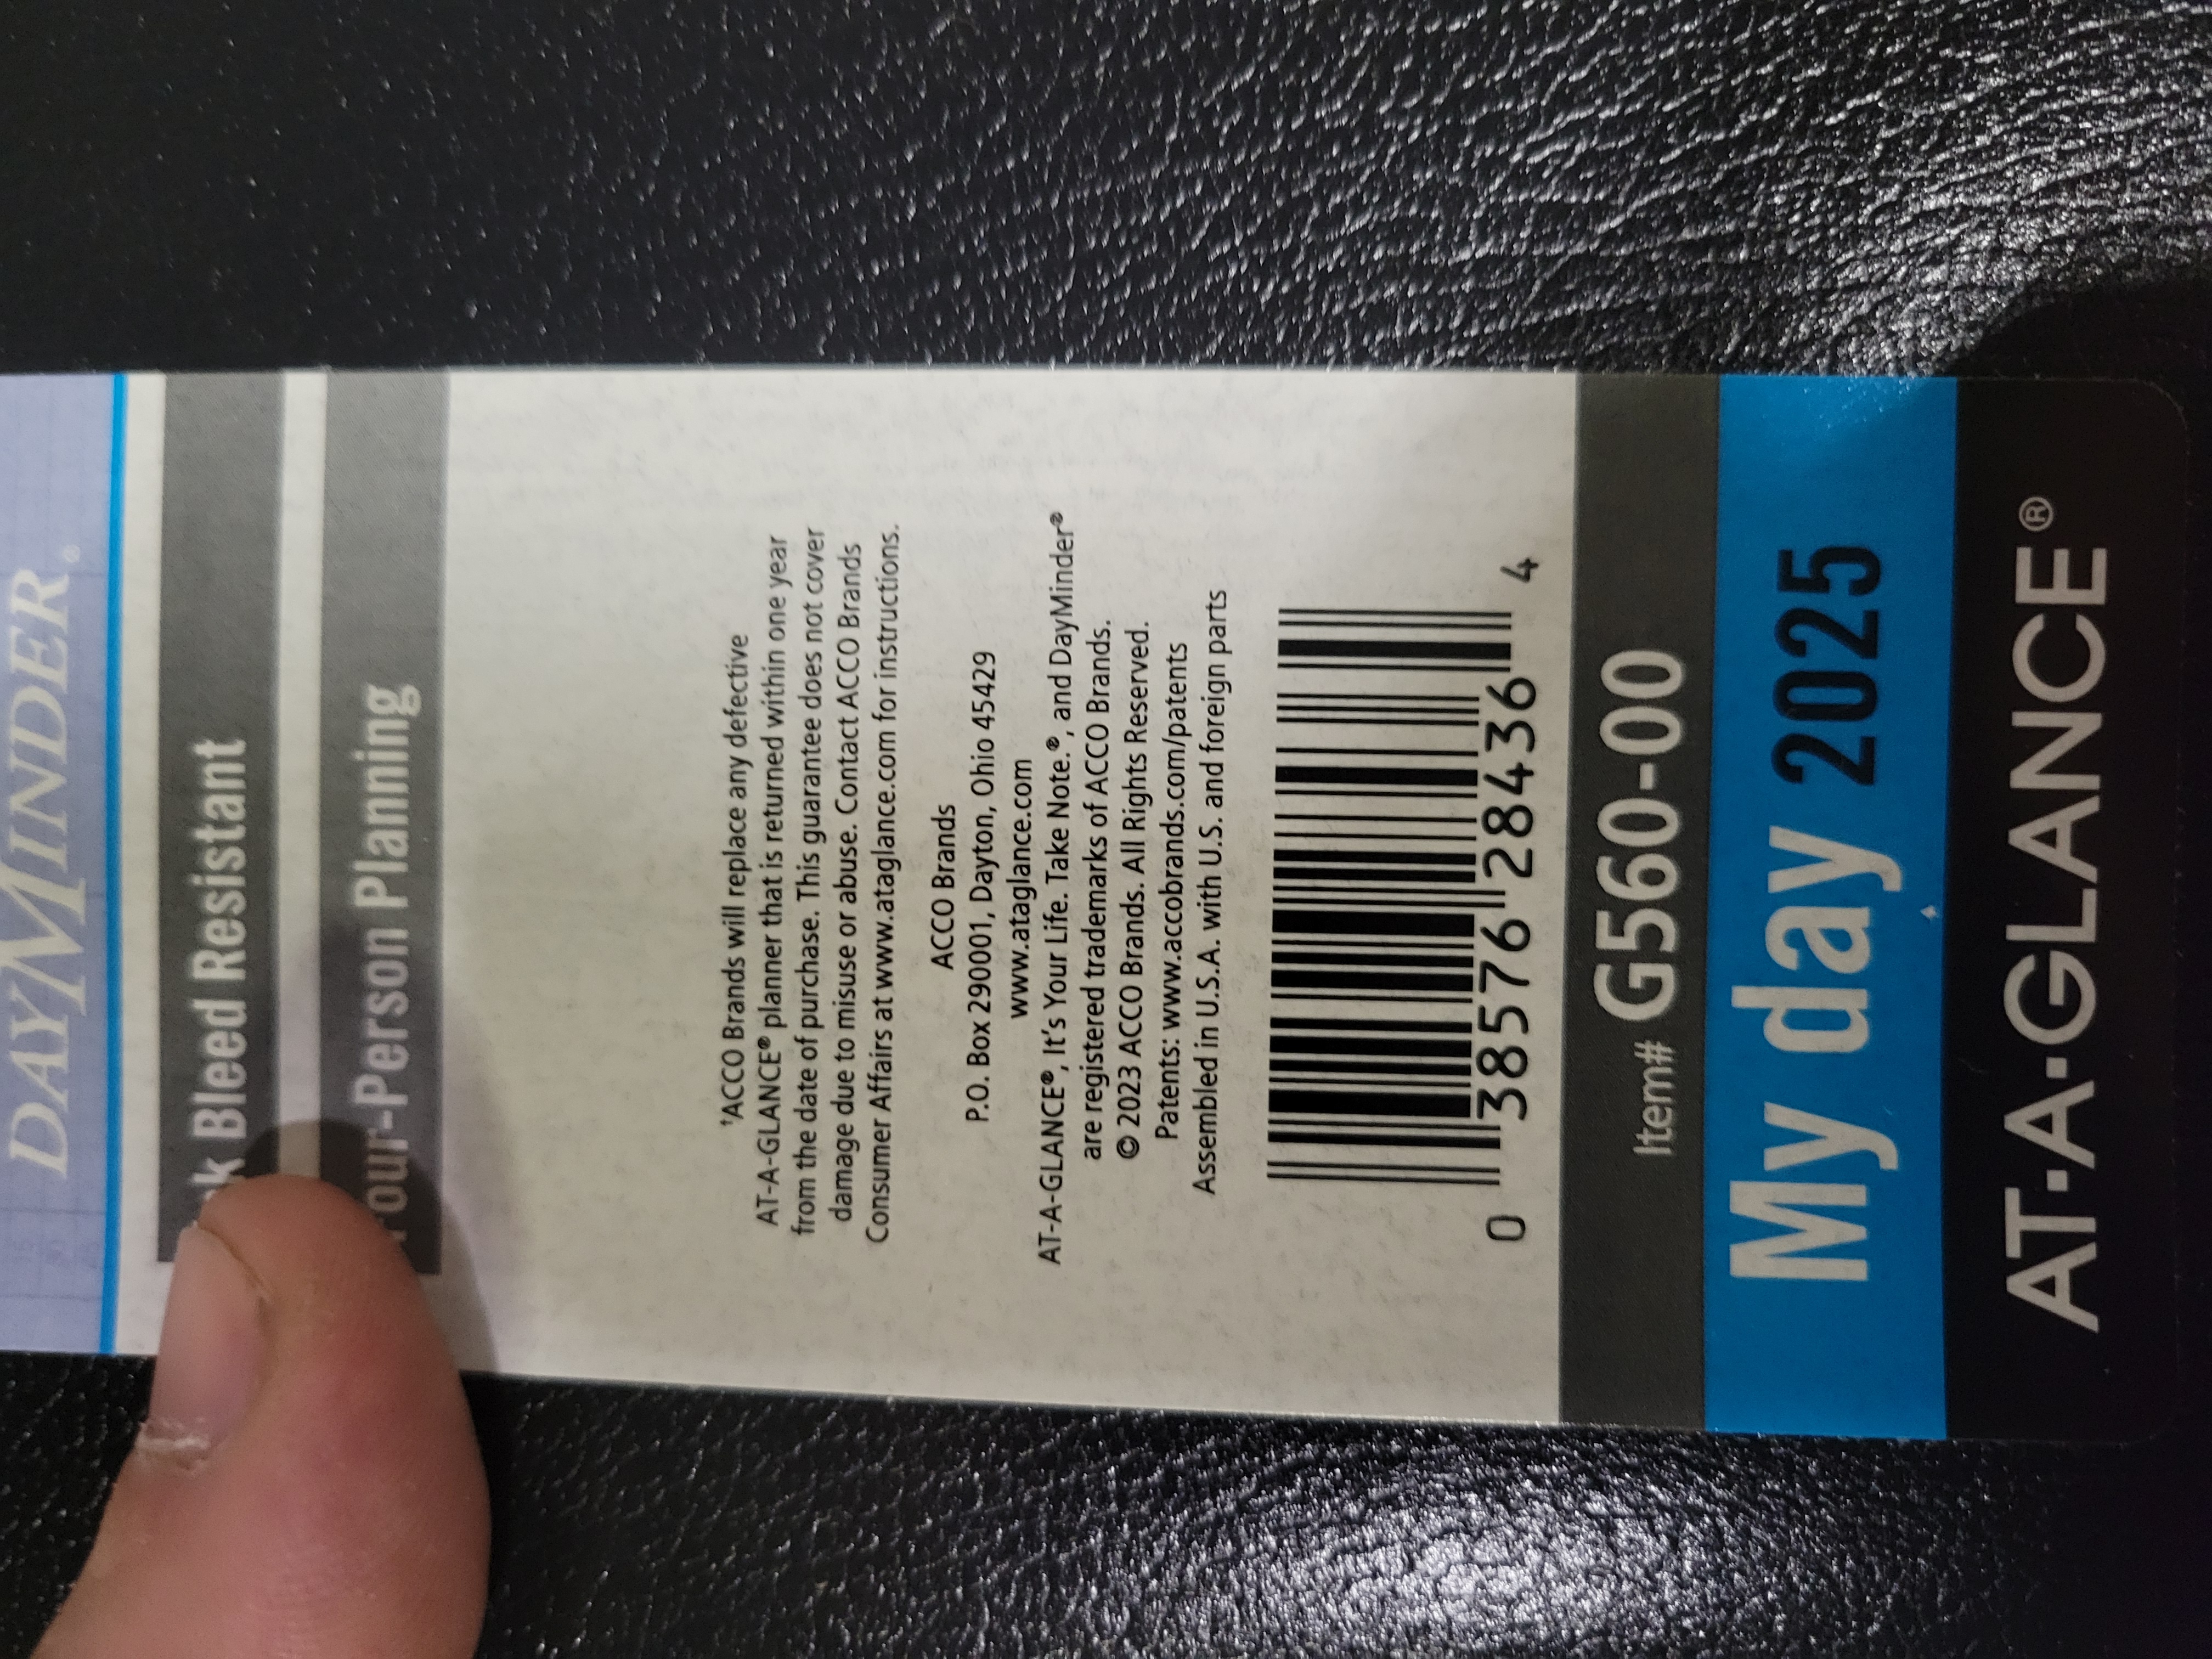 DAYMINDER®
k Bleed Resistant
our-Person Planning
†ACCO Brands will replace any defective
AT-A-GLANCE® planner that is returned within one year
from the date of purchase. This guarantee does not cover
damage due to misuse or abuse. Contact ACCO Brands
Consumer Affairs at www.ataglance.com for instructions.
ACCO Brands
P.O. Box 290001, Dayton, Ohio 45429
www.ataglance.com
AT-A-GLANCE®, It's Your Life. Take Note.®, and DayMinder®
are registered trademarks of ACCO Brands.
© 2023 ACCO Brands. All Rights Reserved.
Patents: www.accobrands.com/patents
Assembled in U.S.A. with U.S. and foreign parts
0 38576 28436 4
Item# G560-00
My day 2025
AT·A·GLANCE®